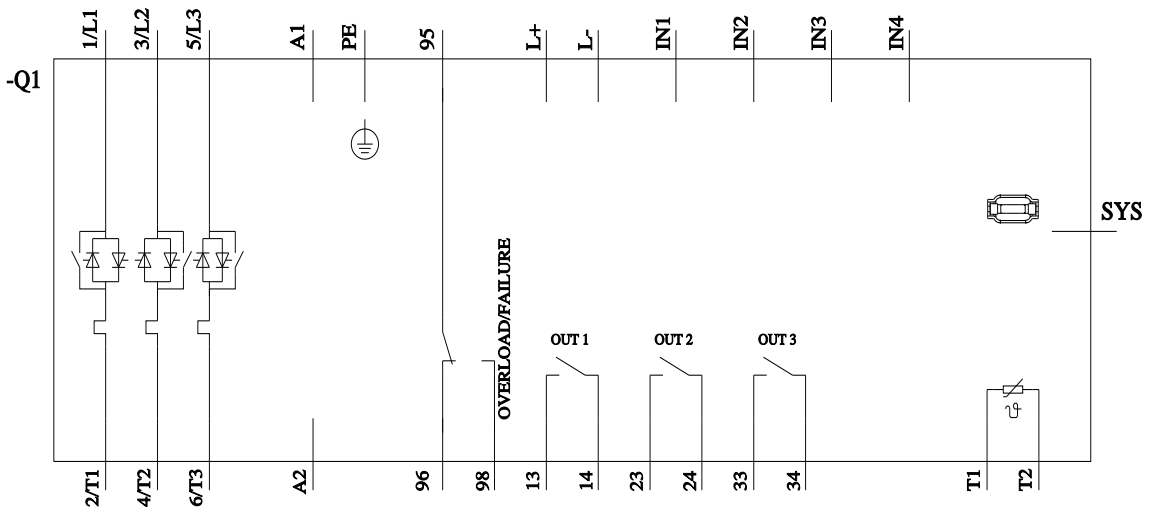 1/L1
3/L2
5/L3
A1
PE
95
L+
L-
IN1
IN2
IN3
IN4
-Q1
SYS
OVERLOAD/FAILURE
OUT 1
OUT 2
OUT 3
ϑ
2/T1
4/T2
6/T3
A2
96
98
13
14
23
24
33
34
T1
T2